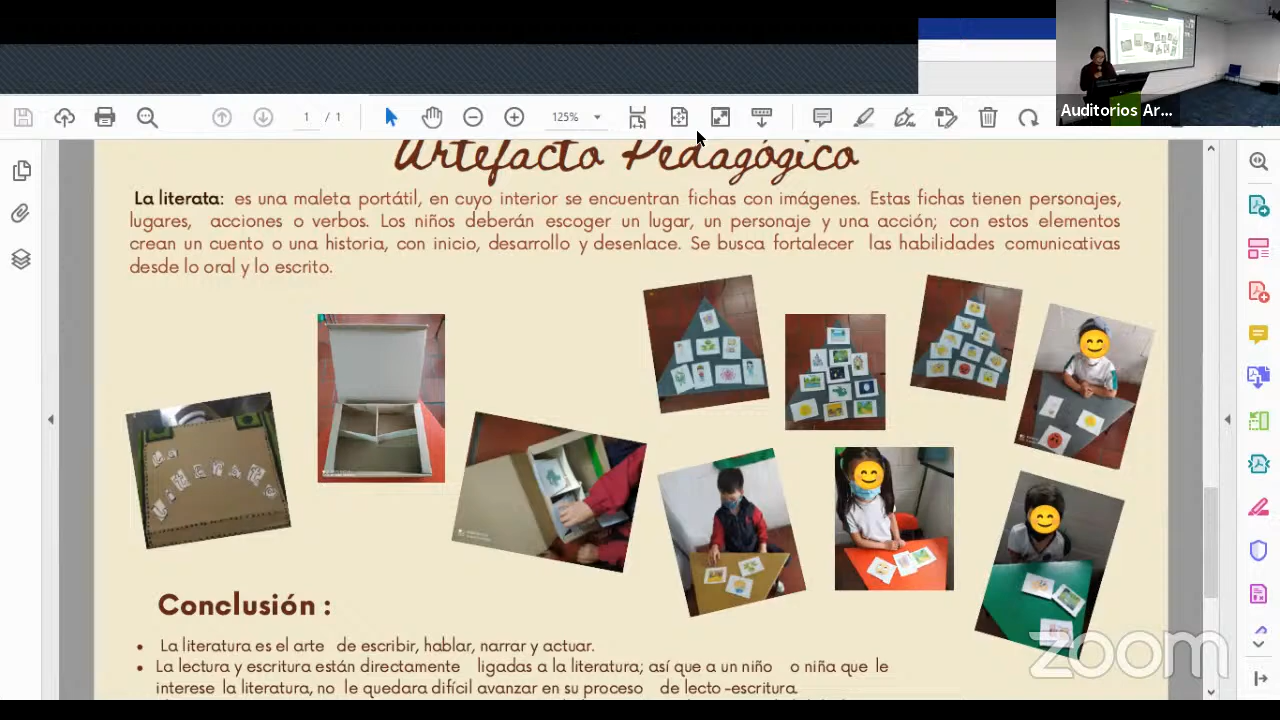 Auditorios Ar...
1 / 1
125%
Artefacto Pedagógico
La literata: es una maleta portátil, en cuyo interior se encuentran fichas con imágenes. Estas fichas tienen personajes,
lugares, acciones o verbos. Los niños deberán escoger un lugar, un personaje y una acción; con estos elementos
crean un cuento o una historia, con inicio, desarrollo y desenlace. Se busca fortalecer las habilidades comunicativas
desde lo oral y lo escrito.
Conclusión :
La literatura es el arte de escribir, hablar, narrar y actuar.
La lectura y escritura están directamente ligadas a la literatura; así que a un niño o niña que le
interese la literatura, no le quedara difícil avanzar en su proceso de lecto -escritura.
zoom